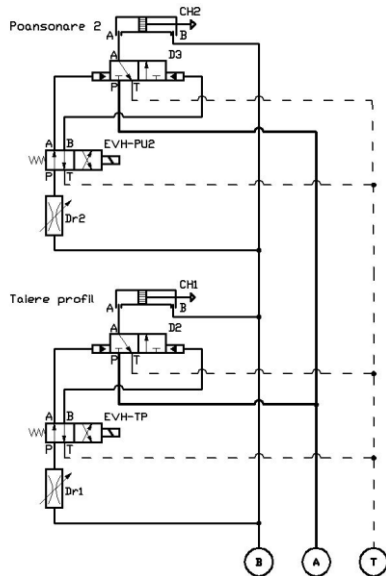 Poansonare 2
CH2
A
B
D3
A
P T
A B
EVH-PU2
P T
Dr2
Taiere profil
CH1
A
B
D2
A
P T
A B
EVH-TP
P T
Dr1
B A T